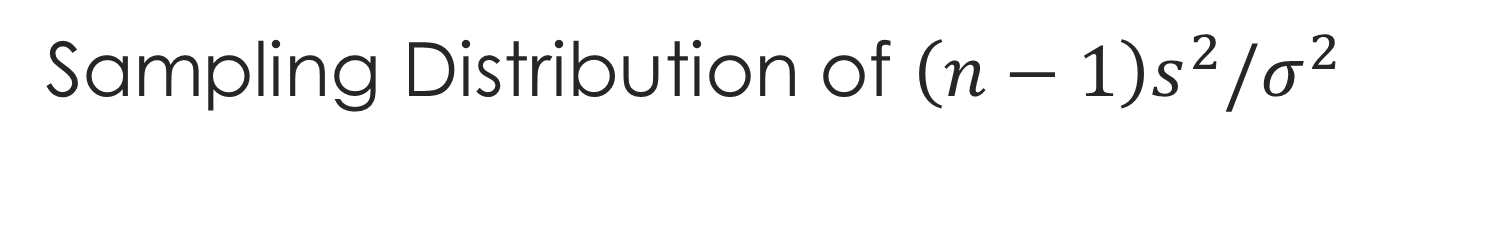 Sampling Distribution of (𝑛 − 1)𝑠²/𝜎²